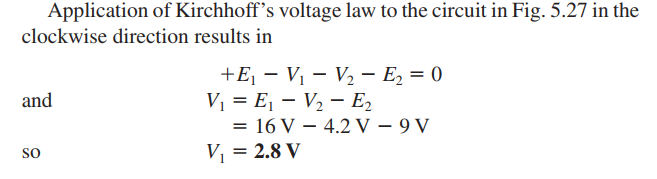 Application of Kirchhoff's voltage law to the circuit in Fig. 5.27 in the
clockwise direction results in
+E₁ − V₁ − V₂ − E₂ = 0
and V₁ = E₁ − V₂ − E₂
= 16 V − 4.2 V − 9 V
so V₁ = 2.8 V